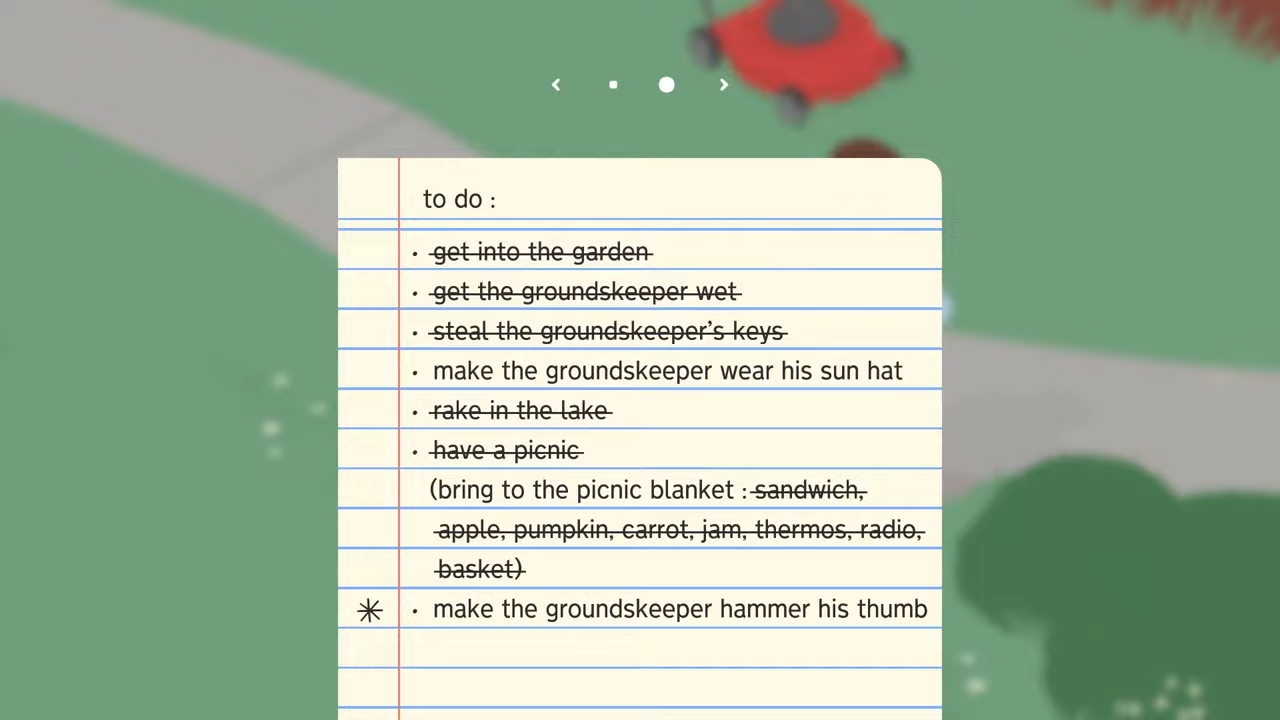 to do :
· get into the garden
· get the groundskeeper wet
· steal the groundskeeper’s keys
· make the groundskeeper wear his sun hat
· rake in the lake
· have a picnic
(bring to the picnic blanket : sandwich,
apple, pumpkin, carrot, jam, thermos, radio,
basket)
· make the groundskeeper hammer his thumb